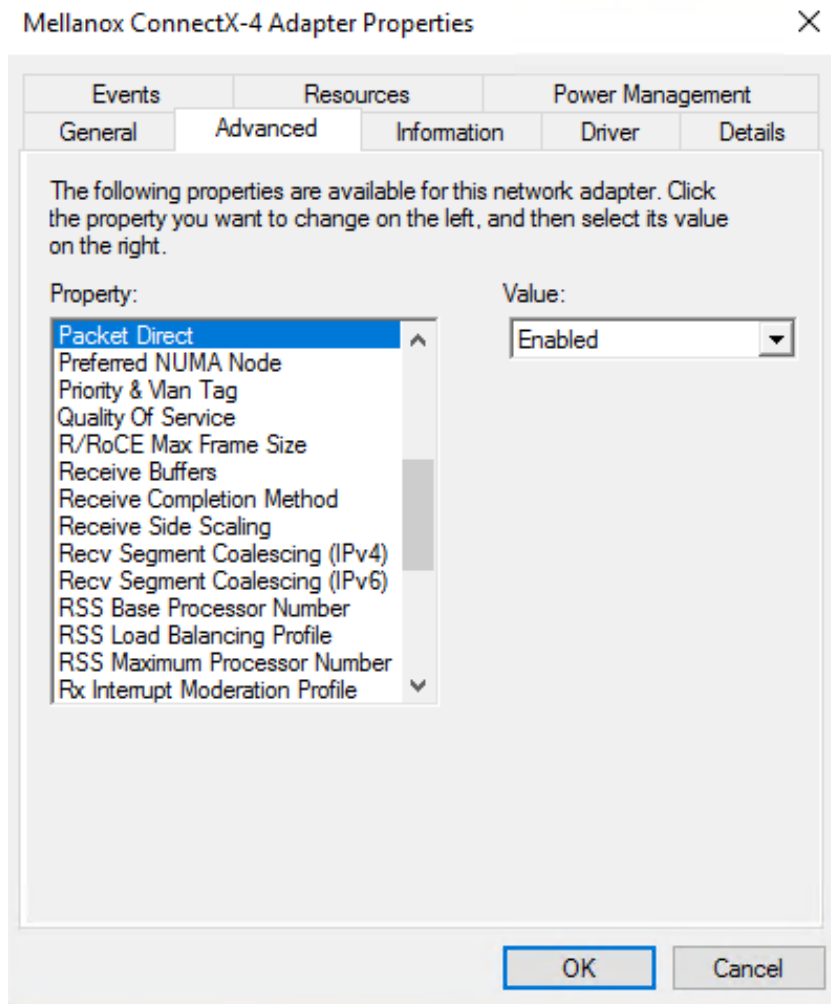 Mellanox ConnectX-4 Adapter Properties
Events Resources Power Management
General Advanced Information Driver Details
The following properties are available for this network adapter. Click
the property you want to change on the left, and then select its value
on the right.
Property: Value:
Packet Direct
Enabled
Preferred NUMA Node
Priority & Vlan Tag
Quality Of Service
R/RoCE Max Frame Size
Receive Buffers
Receive Completion Method
Receive Side Scaling
Recv Segment Coalescing (IPv4)
Recv Segment Coalescing (IPv6)
RSS Base Processor Number
RSS Load Balancing Profile
RSS Maximum Processor Number
Rx Interrupt Moderation Profile
OK Cancel